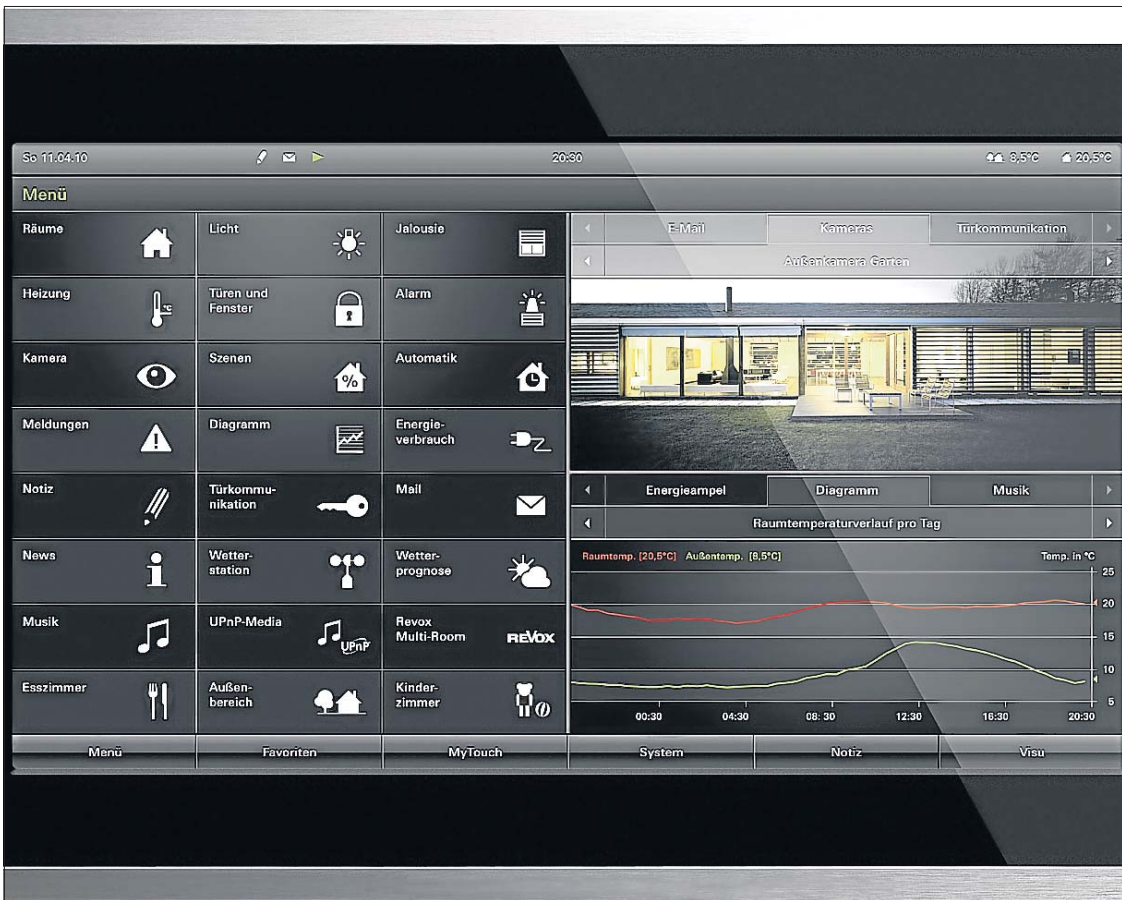 So 11.04.10
20:30
8,5°C
20,5°C
Menü
Räume
Licht
Jalousie
Heizung
°C
Türen und
Fenster
Alarm
Kamera
Szenen
%
Automatik
Meldungen
Diagramm
Energie-
verbrauch
Notiz
Türkommu-
nikation
Mail
News
Wetter-
station
Wetter-
prognose
Musik
UPnP-Media
UPnP
Revox
Multi-Room
REVOX
Esszimmer
Außen-
bereich
Kinder-
zimmer
E-Mail
Kameras
Türkommunikation
Außenkamera Garten
Energieampel
Diagramm
Musik
Raumtemperaturverlauf pro Tag
Raumtemp. [20,5°C] Außentemp. [8,5°C]
Temp. in °C
25
20
15
10
5
00:30
04:30
08:30
12:30
16:30
20:30
Menü
Favoriten
MyTouch
System
Notiz
Visu